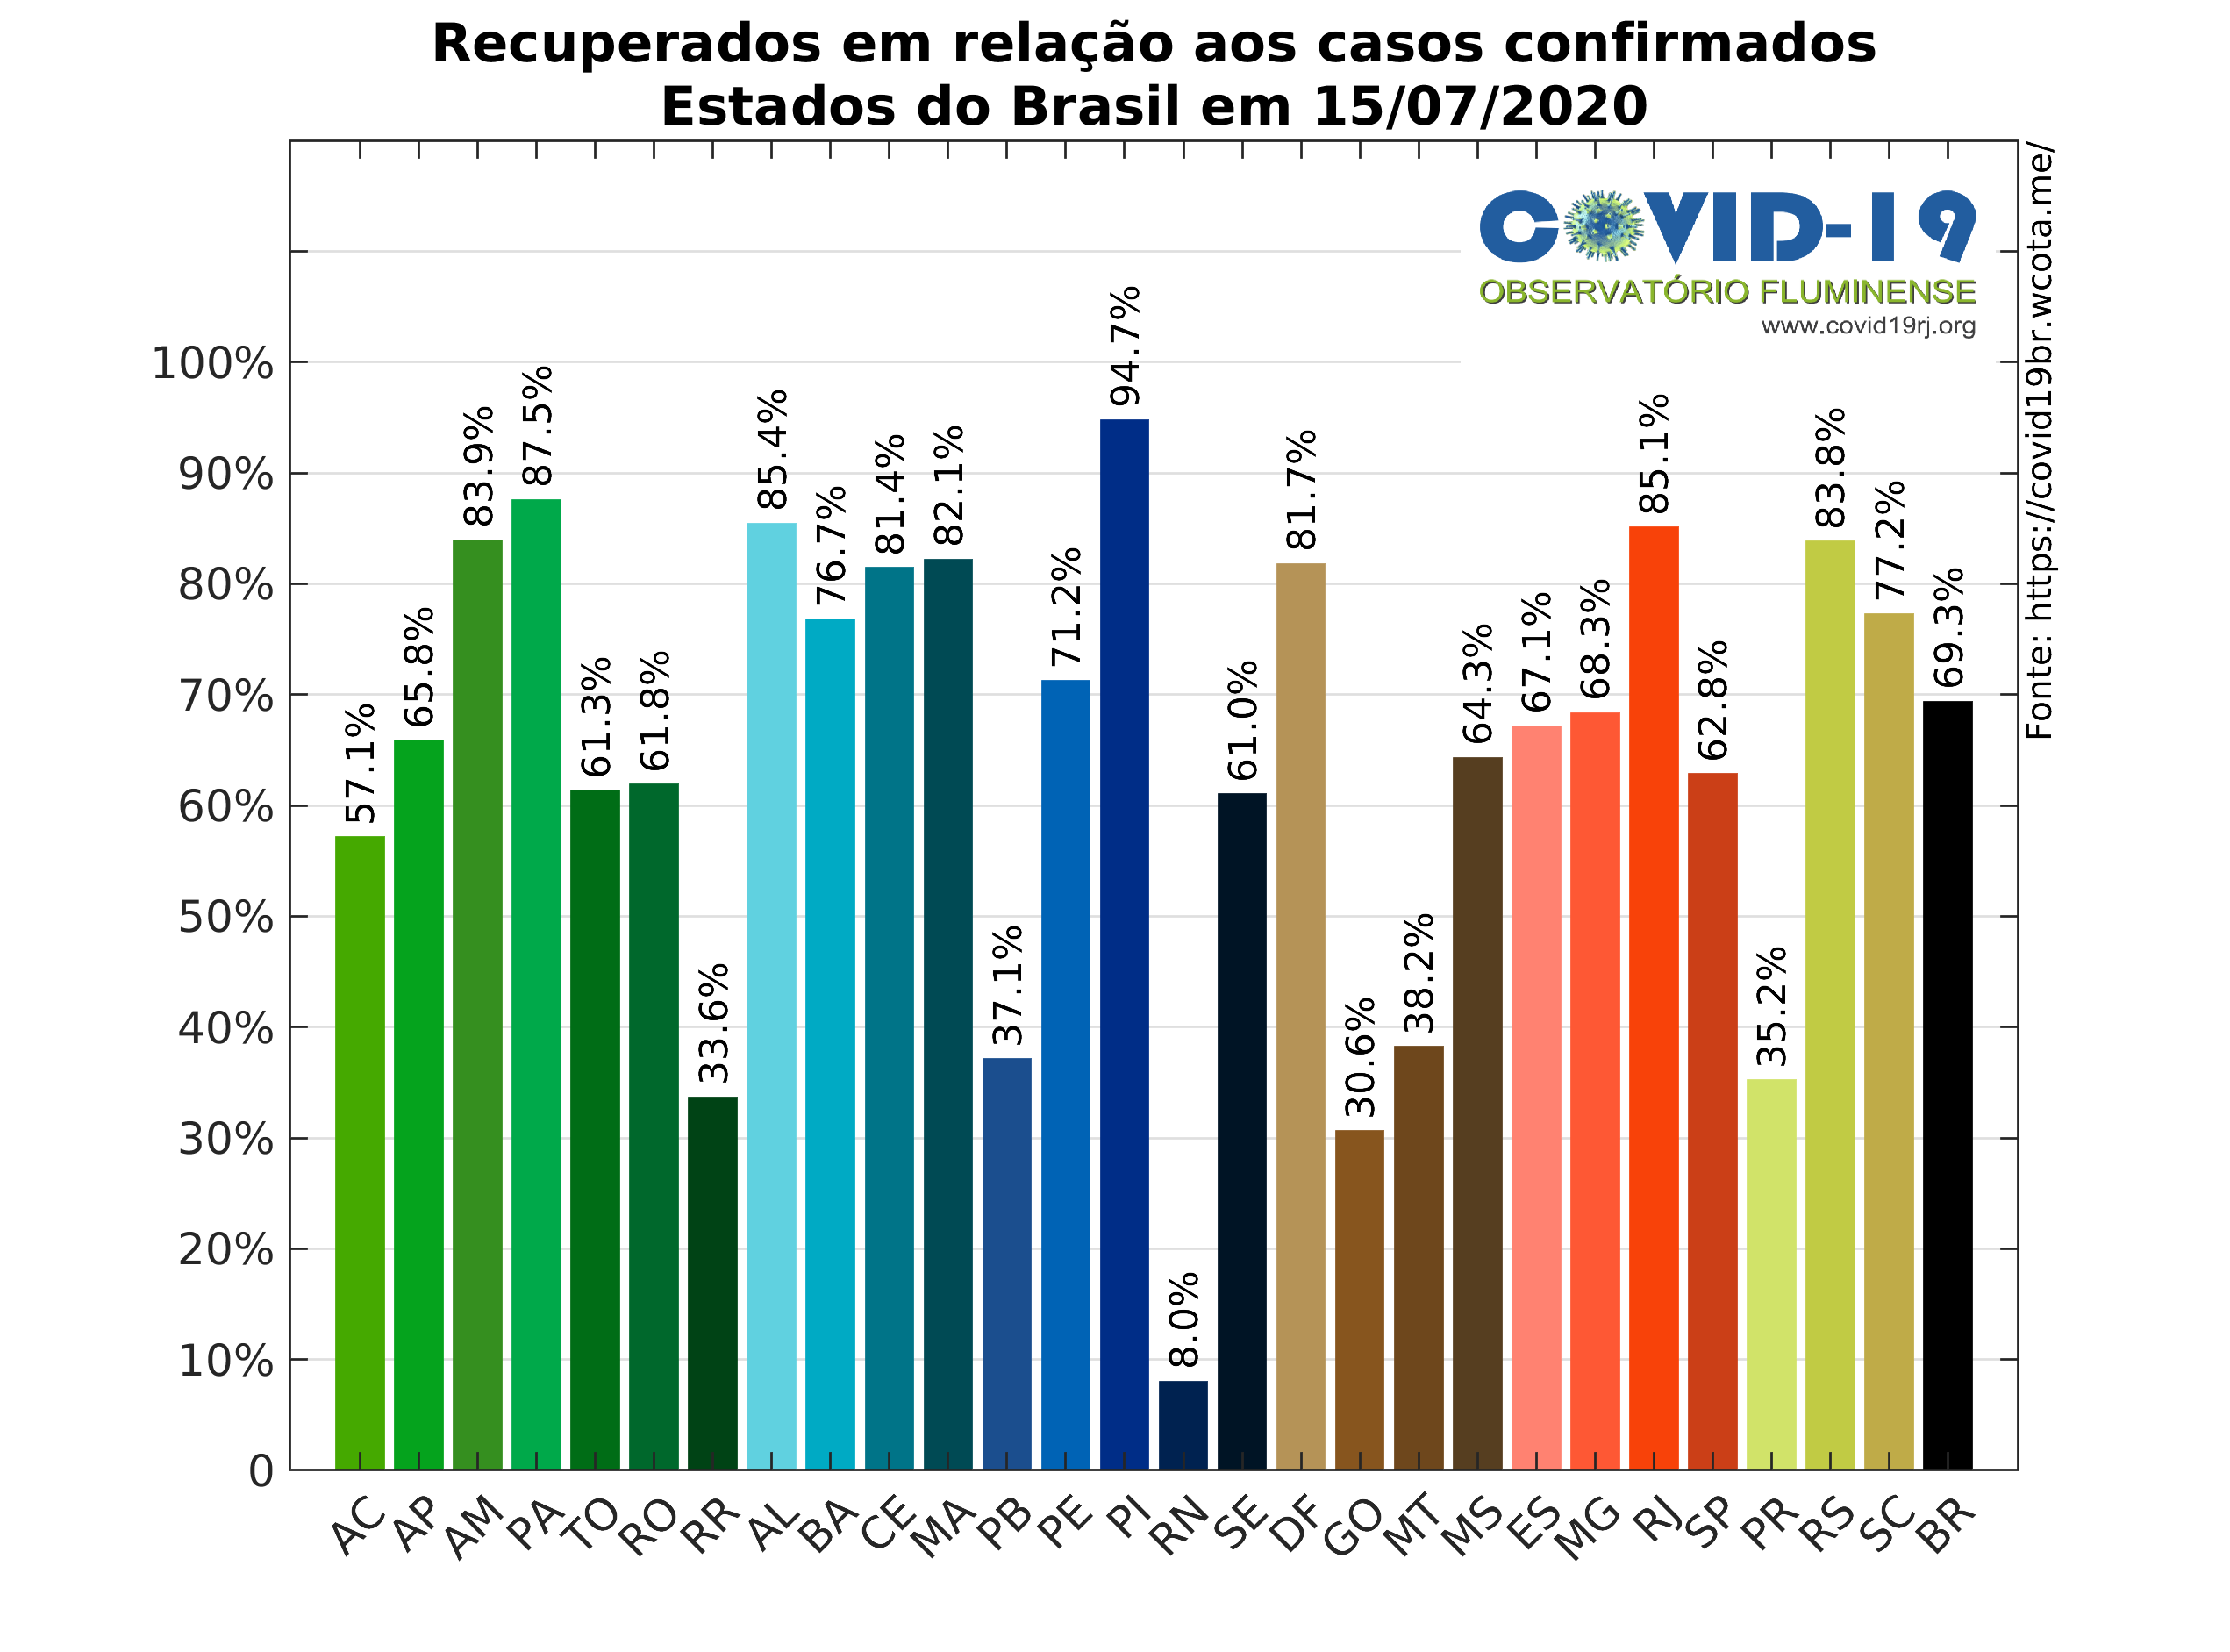 Recuperados em relação aos casos confirmados
Estados do Brasil em 15/07/2020
COVID-19
OBSERVATÓRIO FLUMINENSE
www.covid19rj.org
Fonte: https://covid19br.wcota.me/
100%
90%
80%
70%
60%
50%
40%
30%
20%
10%
0
57.1%
65.8%
83.9%
87.5%
61.3%
61.8%
33.6%
85.4%
76.7%
81.4%
82.1%
37.1%
71.2%
94.7%
8.0%
61.0%
81.7%
30.6%
38.2%
64.3%
67.1%
68.3%
85.1%
62.8%
35.2%
83.8%
77.2%
69.3%
AC
AP
AM
PA
TO
RO
RR
AL
BA
CE
MA
PB
PE
PI
RN
SE
DF
GO
MT
MS
ES
MG
RJ
SP
PR
RS
SC
BR